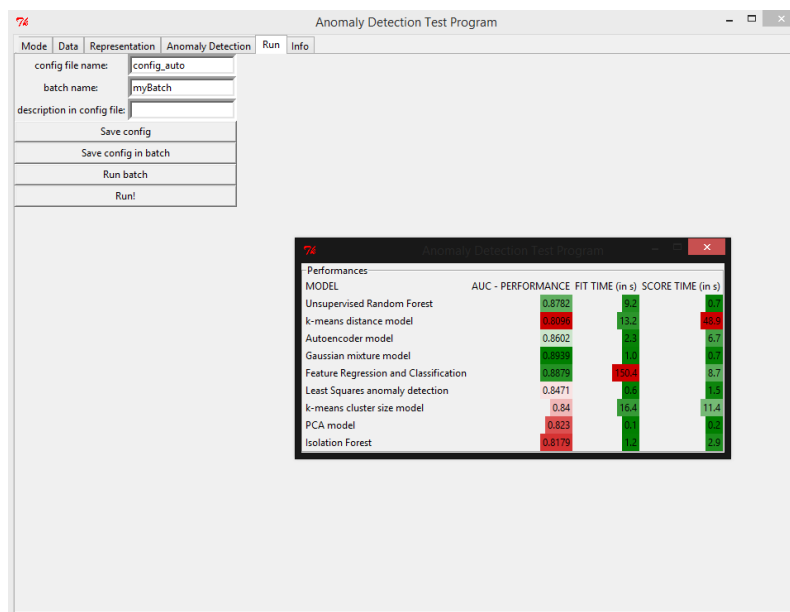 Anomaly Detection Test Program
Mode Data Representation Anomaly Detection Run Info
config file name: config_auto
batch name: myBatch
description in config file:
Save config
Save config in batch
Run batch
Run!
Anomaly Detection Test Program
Performances
MODEL AUC - PERFORMANCE FIT TIME (in s) SCORE TIME (in s)
Unsupervised Random Forest 0.8782 9.2 0.7
k-means distance model 0.8096 13.2 48.9
Autoencoder model 0.8602 2.3 6.7
Gaussian mixture model 0.8939 1.0 0.7
Feature Regression and Classification 0.8879 150.4 8.7
Least Squares anomaly detection 0.8471 0.6 1.5
k-means cluster size model 0.84 16.4 11.4
PCA model 0.823 0.1 0.2
Isolation Forest 0.8179 1.2 2.9